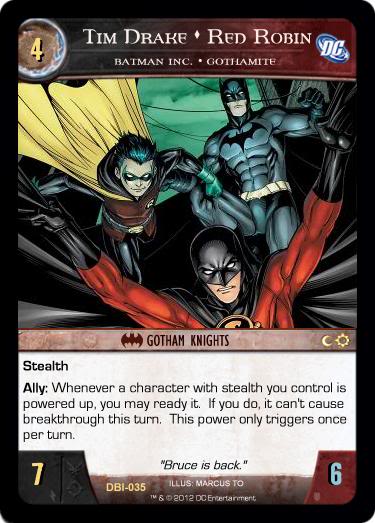 4
Tim Drake ♦ Red Robin
DC
Batman Inc. • Gothamite
Gotham Knights
Stealth
Ally: Whenever a character with stealth you control is
powered up, you may ready it. If you do, it can't cause
breakthrough this turn. This power only triggers once
per turn.
"Bruce is back."
7
DBI-035
ILLUS: MARCUS TO
6
™ & © 2012 DC Entertainment